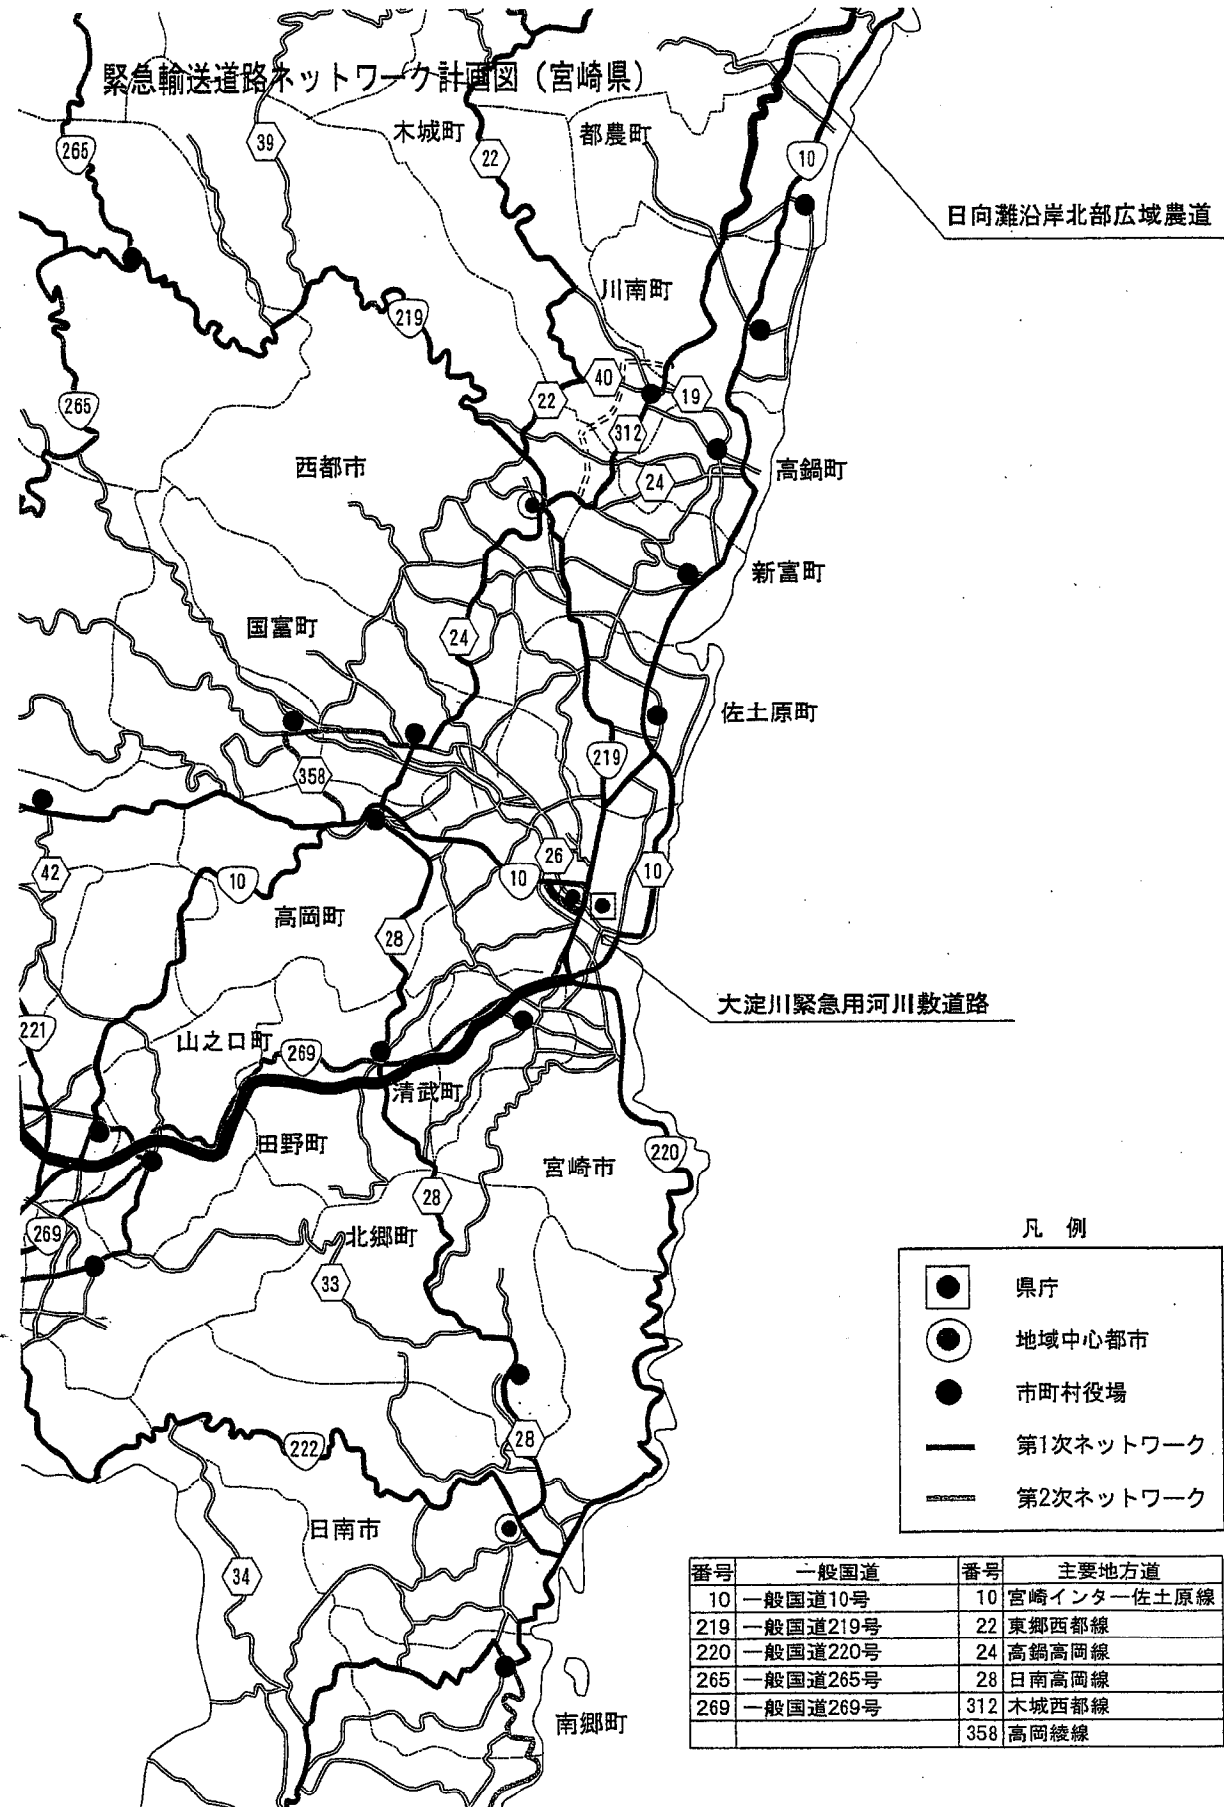 緊急輸送道路ネットワーク計画図（宮崎県）
木城町
都農町
39
265
22
10
日向灘沿岸北部広域農道
川南町
219
40
22
19
265
312
西都市
高鍋町
24
新富町
国富町
24
佐土原町
219
358
26
42
10
10
10
高岡町
28
大淀川緊急用河川敷道路
221
山之口町
269
清武町
田野町
220
宮崎市
28
269
北郷町
33
凡 例
県庁
地域中心都市
市町村役場
第1次ネットワーク
第2次ネットワーク
222
28
日南市
34
南郷町
番号 一般国道 番号 主要地方道
10 一般国道10号 10 宮崎インター佐土原線
219 一般国道219号 22 東郷西都線
220 一般国道220号 24 高鍋高岡線
265 一般国道265号 28 日南高岡線
269 一般国道269号 312 木城西都線
358 高岡綾線